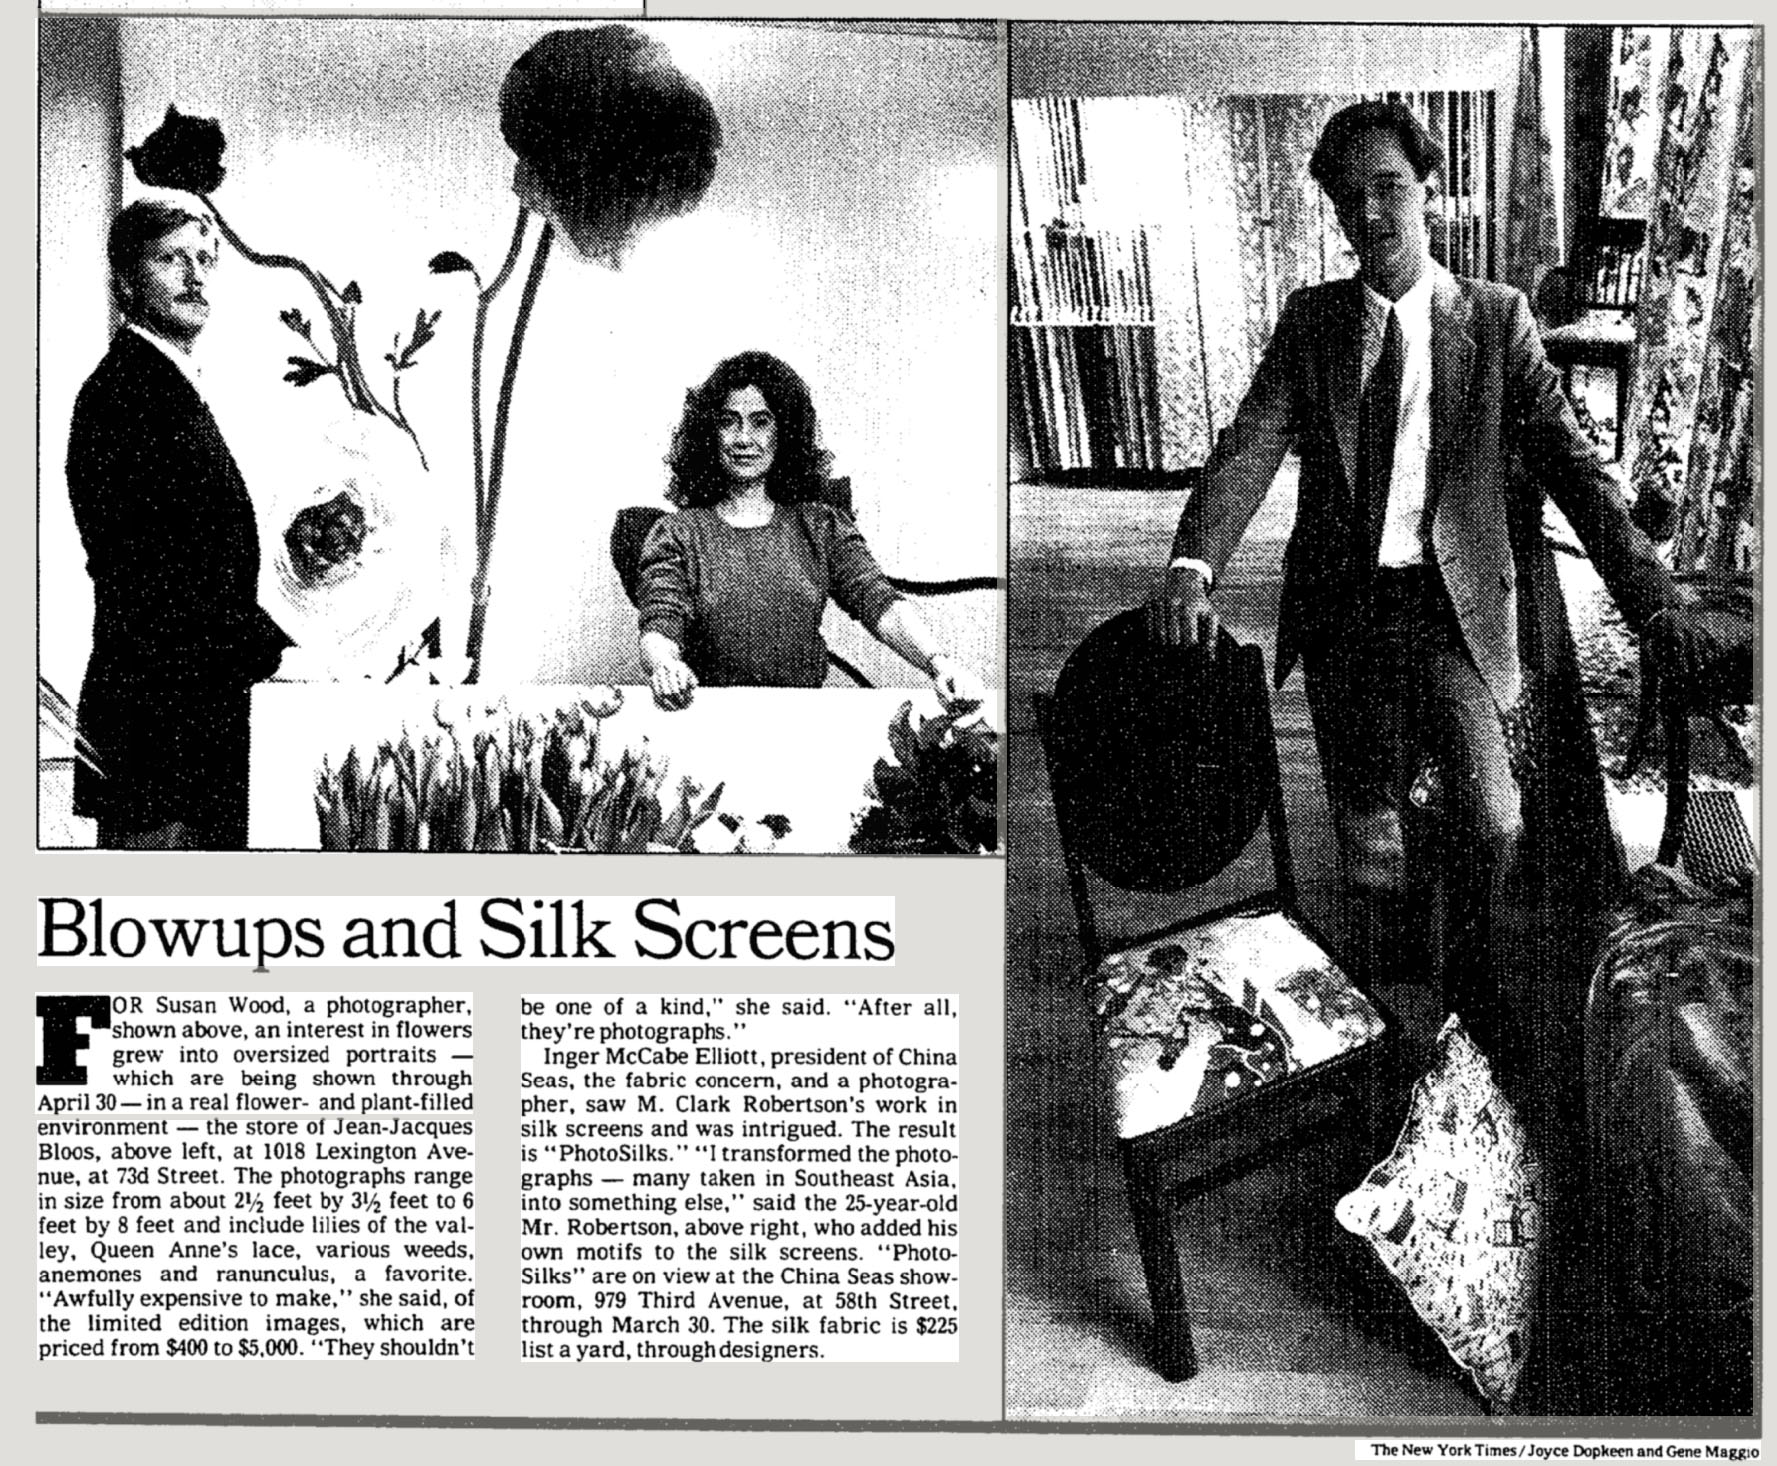 Blowups and Silk Screens
FOR Susan Wood, a photographer,
shown above, an interest in flowers
grew into oversized portraits —
which are being shown through
April 30 — in a real flower- and plant-filled
environment — the store of Jean-Jacques
Bloos, above left, at 1018 Lexington Ave-
nue, at 73d Street. The photographs range
in size from about 2½ feet by 3½ feet to 6
feet by 8 feet and include lilies of the val-
ley, Queen Anne's lace, various weeds,
anemones and ranunculus, a favorite.
"Awfully expensive to make," she said, of
the limited edition images, which are
priced from $400 to $5,000. "They shouldn't
be one of a kind," she said. "After all,
they're photographs."
Inger McCabe Elliott, president of China
Seas, the fabric concern, and a photogra-
pher, saw M. Clark Robertson's work in
silk screens and was intrigued. The result
is "PhotoSilks." "I transformed the photo-
graphs — many taken in Southeast Asia,
into something else," said the 25-year-old
Mr. Robertson, above right, who added his
own motifs to the silk screens. "Photo-
Silks" are on view at the China Seas show-
room, 979 Third Avenue, at 58th Street,
through March 30. The silk fabric is $225
list a yard, through designers.
The New York Times/Joyce Dopkeen and Gene Maggio